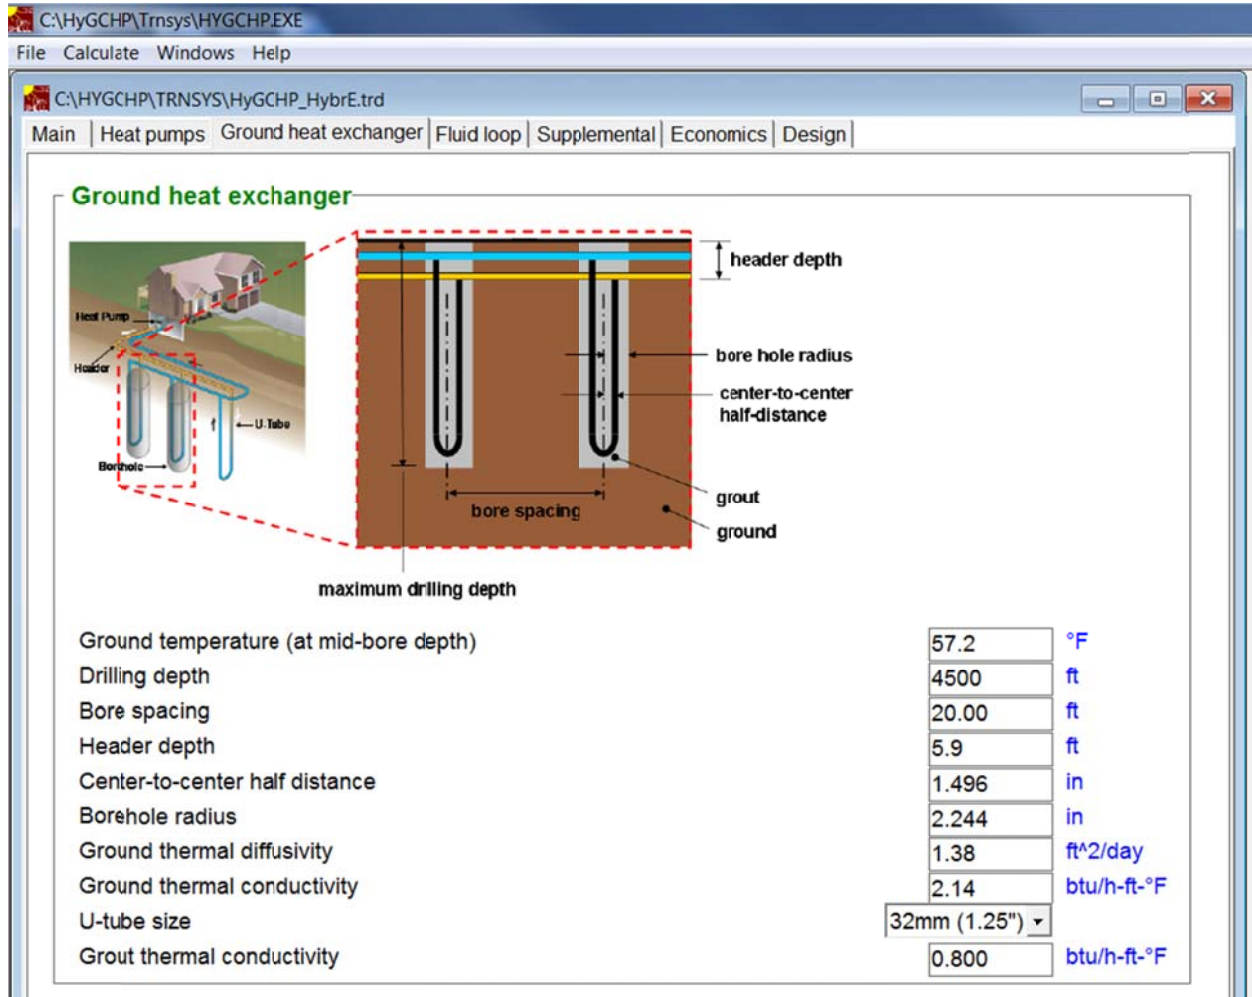 C:\HyGCHP\Trnsys\HYGCHP.EXE
File Calculate Windows Help
C:\HYGCHP\TRNSYS\HyGCHP_HybrE.trd
Main Heat pumps Ground heat exchanger Fluid loop Supplemental Economics Design
Ground heat exchanger
header depth
Heat Pump
Header
bore hole radius
center-to-center
half-distance
U-Tube
Borhole
grout
bore spacing
ground
maximum drilling depth
Ground temperature (at mid-bore depth) 57.2 °F
Drilling depth 4500 ft
Bore spacing 20.00 ft
Header depth 5.9 ft
Center-to-center half distance 1.496 in
Borehole radius 2.244 in
Ground thermal diffusivity 1.38 ft^2/day
Ground thermal conductivity 2.14 btu/h-ft-°F
U-tube size 32mm (1.25")
Grout thermal conductivity 0.800 btu/h-ft-°F